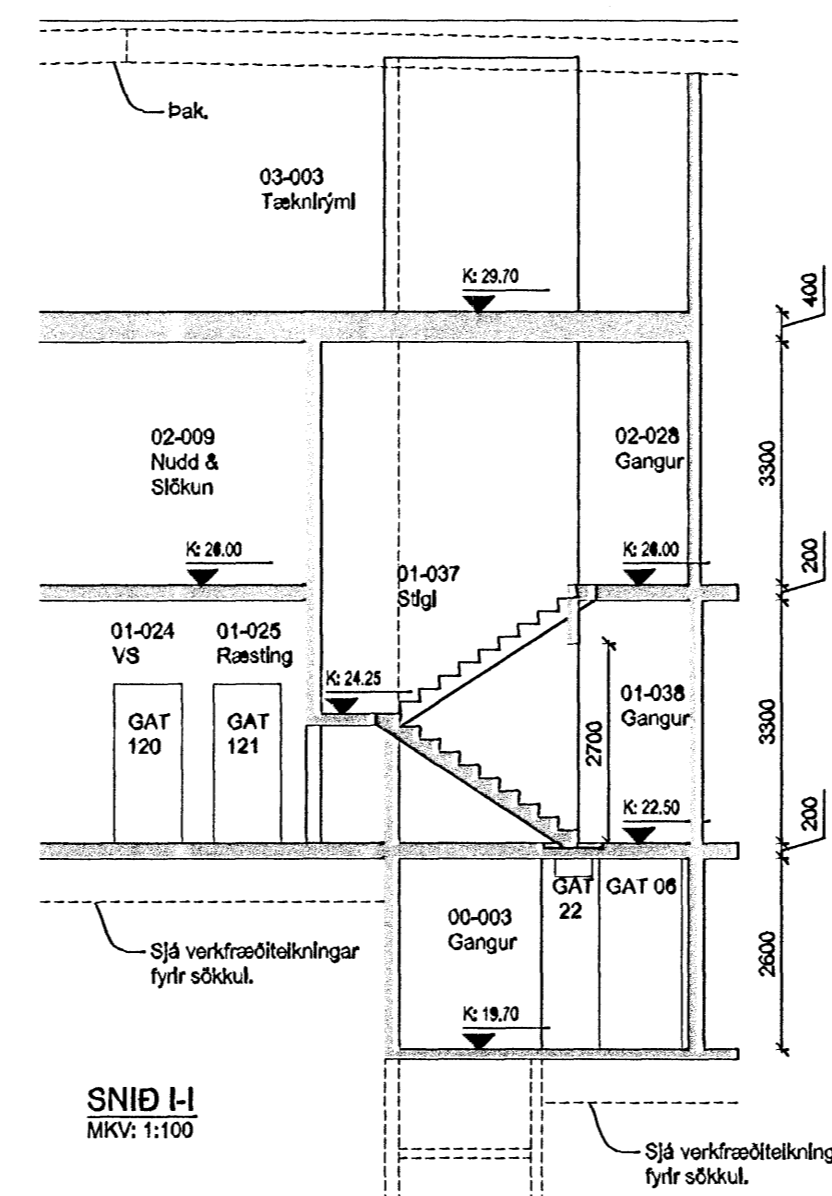 Þak.
03-003
Tæknirými
K: 29.70
400
02-009
Nudd &
Slökun
02-028
Gangur
3300
K: 26.00
K: 26.00
200
01-037
Stigi
01-024
VS
01-025
Ræsting
K: 24.25
01-038
Gangur
GAT
120
GAT
121
2700
3300
K: 22.50
200
GAT
22
GAT 06
00-003
Gangur
Sjá verkfræðiteikningar
fyrir sökkul.
2600
K: 19.70
SNIÐ I-I
MKV: 1:100
Sjá verkfræðiteikning
fyrir sökkul.